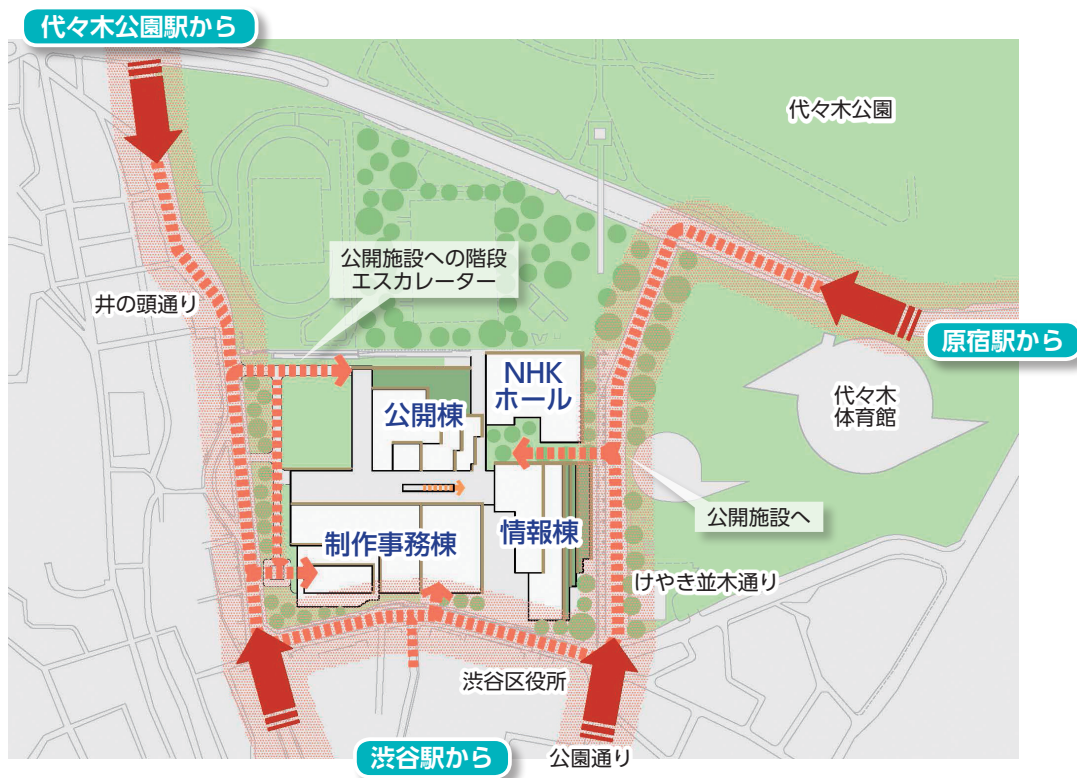 代々木公園駅から
代々木公園
公開施設への階段
エスカレーター
井の頭通り
原宿駅から
NHK
ホール
代々木
体育館
公開棟
公開施設へ
情報棟
制作事務棟
けやき並木通り
渋谷区役所
渋谷駅から
公園通り